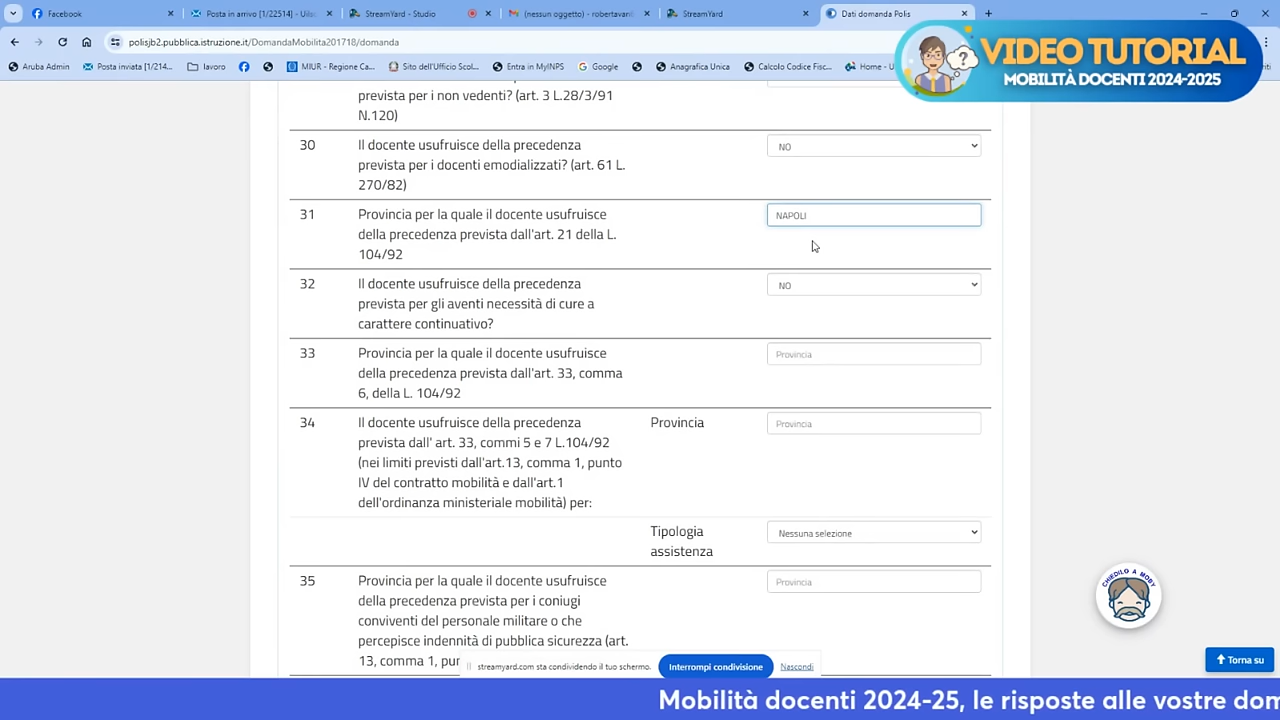 Facebook
Posta in arrivo [1/22514] - Uilsc
StreamYard - Studio
(nessun oggetto) - robertavanni
StreamYard
Dati domanda Polis
polisjb2.pubblica.istruzione.it/DomandaMobilita201718/domanda
VIDEO TUTORIAL
MOBILITÀ DOCENTI 2024-2025
Aruba Admin
Posta inviata [1/214...
lavoro
MIUR - Regione Ca...
Sito dell'Ufficio Scol...
Entra in MyINPS
Google
Anagrafica Unica
Calcolo Codice Fisc...
Home - U
prevista per i non vedenti? (art. 3 L.28/3/91
N.120)
30 Il docente usufruisce della precedenza NO
prevista per i docenti emodializzati? (art. 61 L.
270/82)
31 Provincia per la quale il docente usufruisce NAPOLI
della precedenza prevista dall'art. 21 della L.
104/92
32 Il docente usufruisce della precedenza NO
prevista per gli aventi necessità di cure a
carattere continuativo?
33 Provincia per la quale il docente usufruisce Provincia
della precedenza prevista dall'art. 33, comma
6, della L. 104/92
34 Il docente usufruisce della precedenza Provincia Provincia
prevista dall' art. 33, commi 5 e 7 L.104/92
(nei limiti previsti dall'art.13, comma 1, punto
IV del contratto mobilità e dall'art.1
dell'ordinanza ministeriale mobilità) per:
Tipologia Nessuna selezione
assistenza
35 Provincia per la quale il docente usufruisce Provincia
della precedenza prevista per i coniugi
conviventi del personale militare o che
percepisce indennità di pubblica sicurezza (art.
13, comma 1, pun
CHIEDILO A MOBY
streamyard.com sta condividendo il tuo schermo.
Interrompi condivisione
Nascondi
Torna su
Mobilità docenti 2024-25, le risposte alle vostre dom